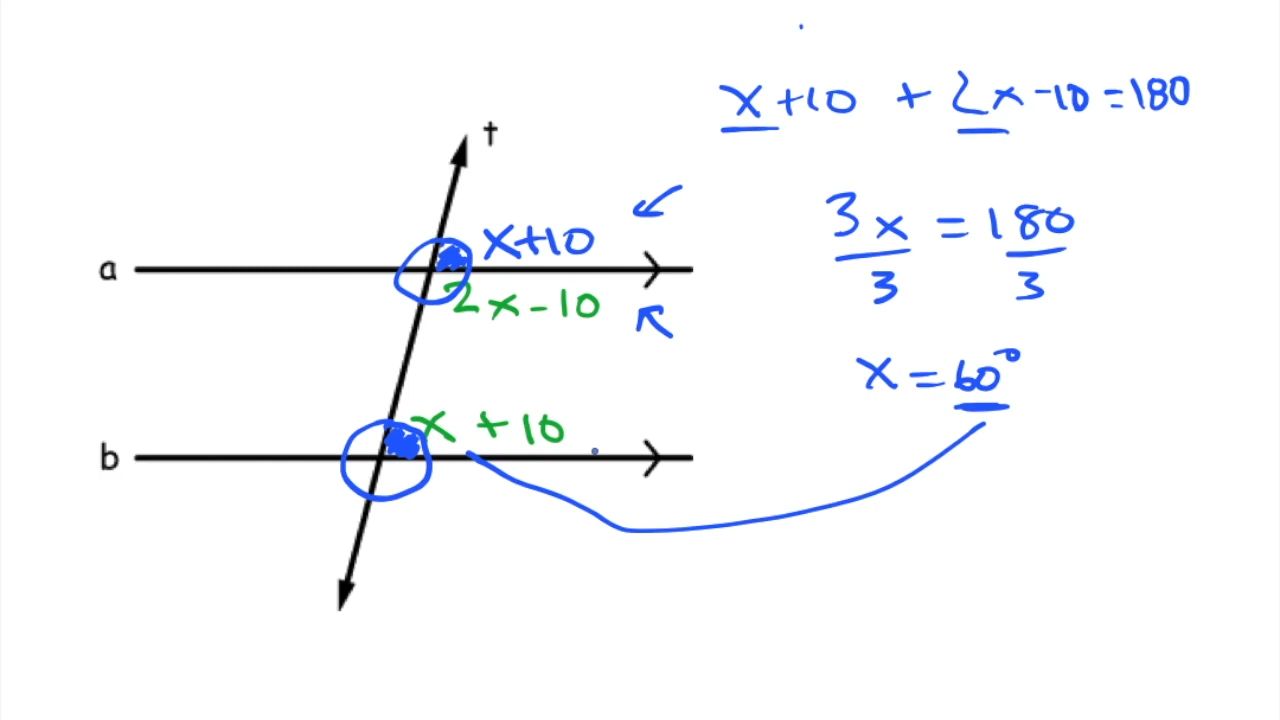 x+10 + 2x-10=180
t
3x = 180
3 3
x = 60°
a
x+10
2x-10
b
x + 10